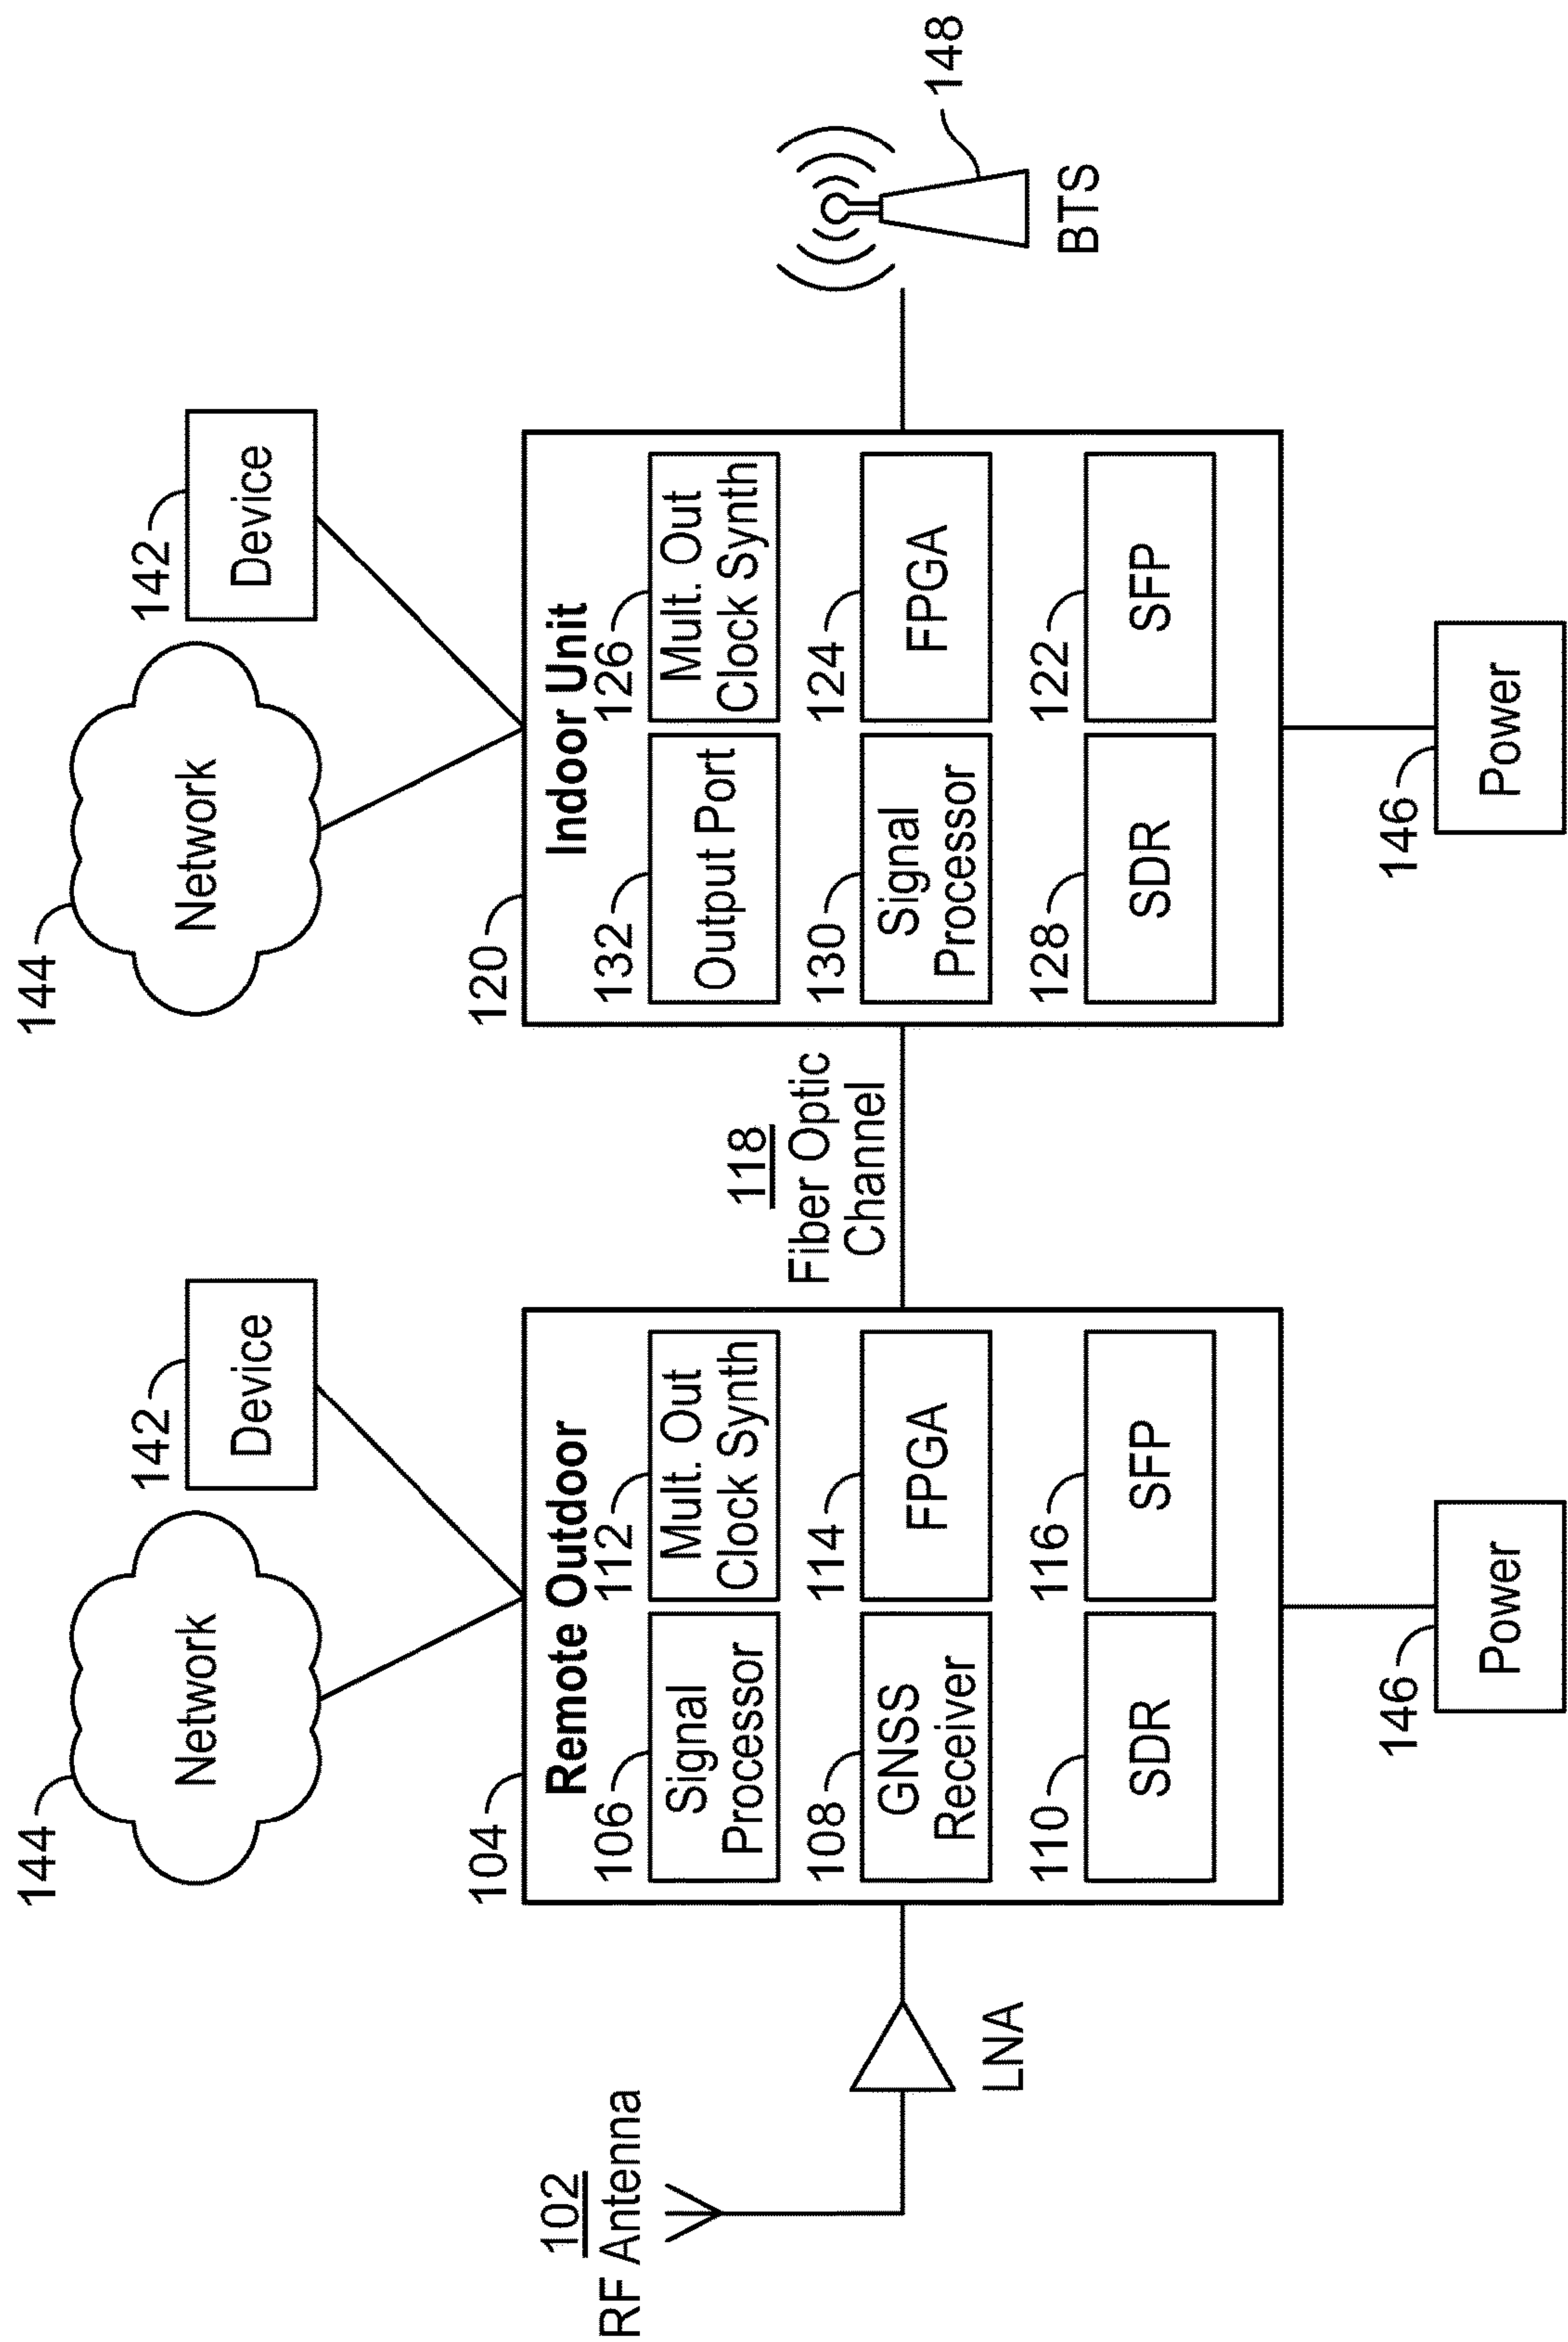 144
Network
142
Device
144
Network
142
Device
104
Remote Outdoor
106
Signal
Processor
112
Mult. Out
Clock Synth
108
GNSS
Receiver
114
FPGA
110
SDR
116
SFP
120
Indoor Unit
132
Output Port
126
Mult. Out
Clock Synth
130
Signal
Processor
124
FPGA
128
SDR
122
SFP
102
RF Antenna
LNA
118
Fiber Optic
Channel
148
BTS
146
Power
146
Power